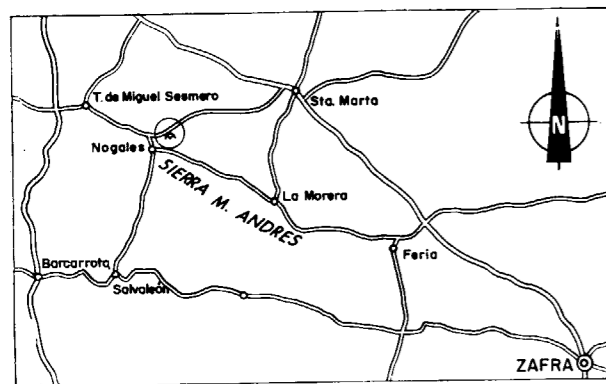 T. de Miguel Sesmero
Sta. Marta
N
Nogales
SIERRA M. ANDRES
La Morera
Feria
Barcarrota
Salvaleón
ZAFRA